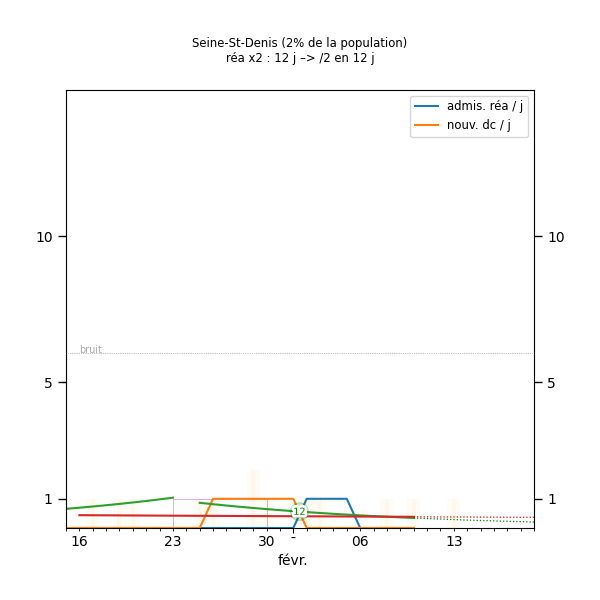 Seine-St-Denis (2% de la population)
réa x2 : 12 j –> /2 en 12 j
admis. réa / j
nouv. dc / j
10 10
bruit
5 5
1 1
12
16 23 30 - 06 13
févr.